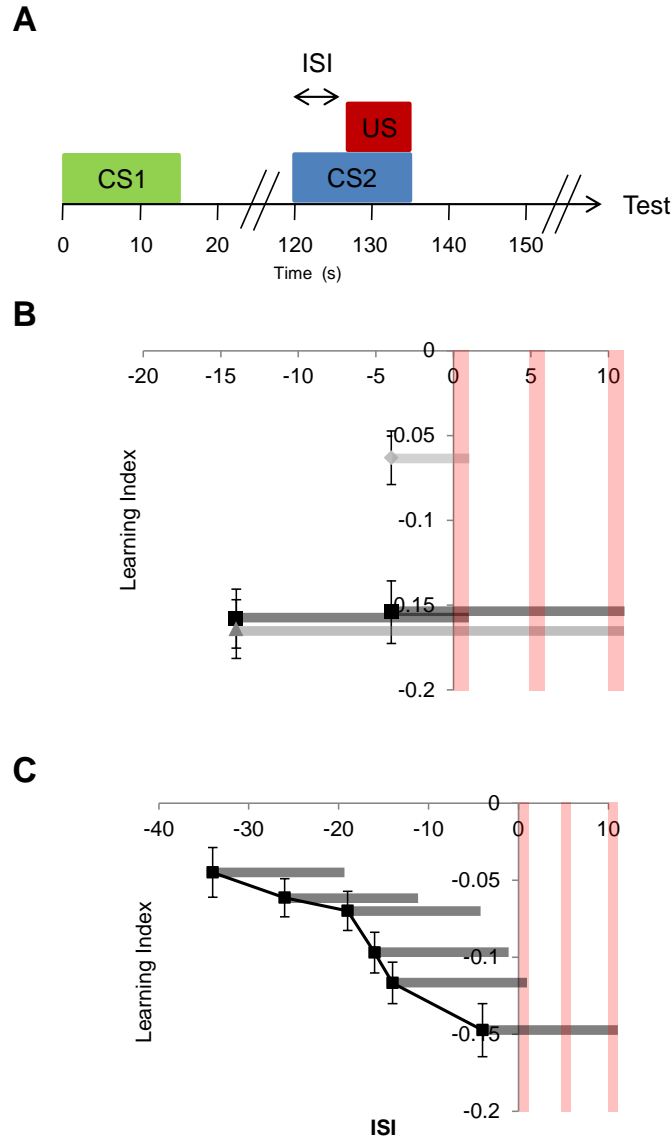 A
ISI
US
CS1
CS2
Test
0 10 20 120 130 140 150
Time (s)
B
0
-20 -15 -10 -5 0 5 10
-0.05
-0.1
-0.15
-0.2
Learning Index
C
0
-40 -30 -20 -10 0 10
-0.05
-0.1
-0.15
-0.2
Learning Index
ISI